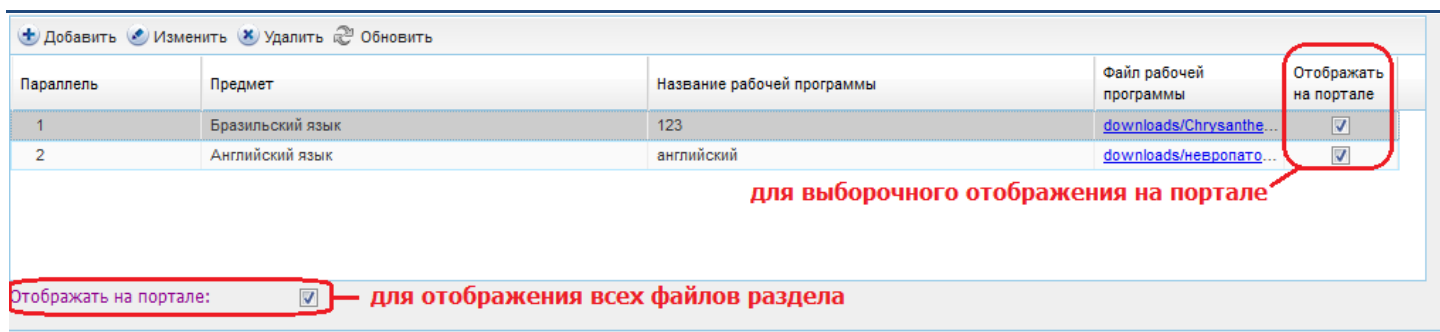 Добавить Изменить Удалить Обновить
Параллель Предмет Название рабочей программы Файл рабочей программы Отображать на портале
1 Бразильский язык 123 downloads/Chrysanthe...
2 Английский язык английский downloads/невропато...
для выборочного отображения на портале
Отображать на портале: для отображения всех файлов раздела